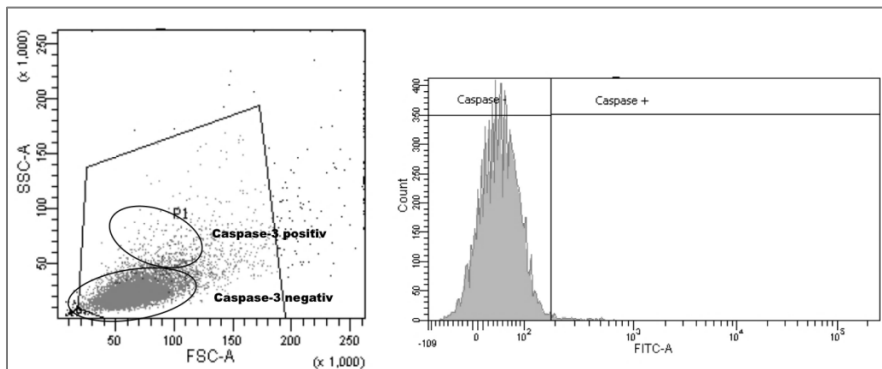 (x 1,000)
SSC-A
250
200
150
100
50
P1
Caspase-3 positiv
Caspase-3 negativ
50 100 150 200 250
FSC-A
(x 1,000)
Count
400
350
300
250
200
150
100
50
0
Caspase -
Caspase +
-109 0 10² 10³ 10⁴ 10⁵
FITC-A